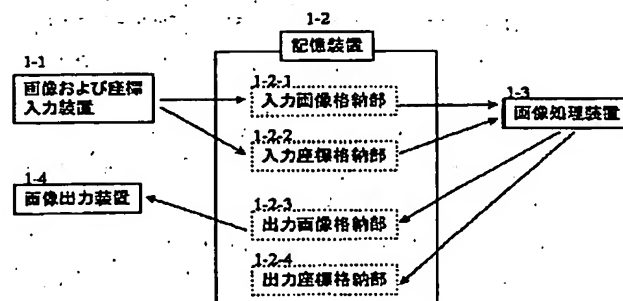 1-2
記憶装置
1-1
画像および座標
入力装置
1-2-1
入力画像格納部
1-3
画像処理装置
1-2-2
入力座標格納部
1-4
画像出力装置
1-2-3
出力画像格納部
1-2-4
出力座標格納部